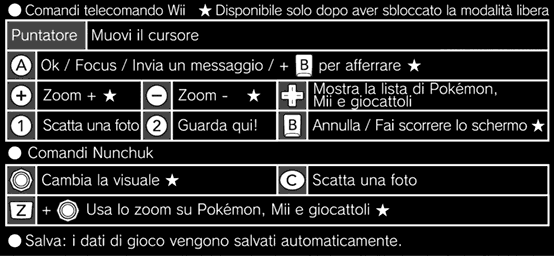 ● Comandi telecomando Wii ★ Disponibile solo dopo aver sbloccato la modalità libera
Puntatore Muovi il cursore
A Ok / Focus / Invia un messaggio / + B per afferrare ★
+ Zoom + ★ − Zoom - ★ Mostra la lista di Pokémon,
Mii e giocattoli
1 Scatta una foto 2 Guarda qui! B Annulla / Fai scorrere lo schermo ★
● Comandi Nunchuk
Cambia la visuale ★ C Scatta una foto
Z + Usa lo zoom su Pokémon, Mii e giocattoli ★
● Salva: i dati di gioco vengono salvati automaticamente.